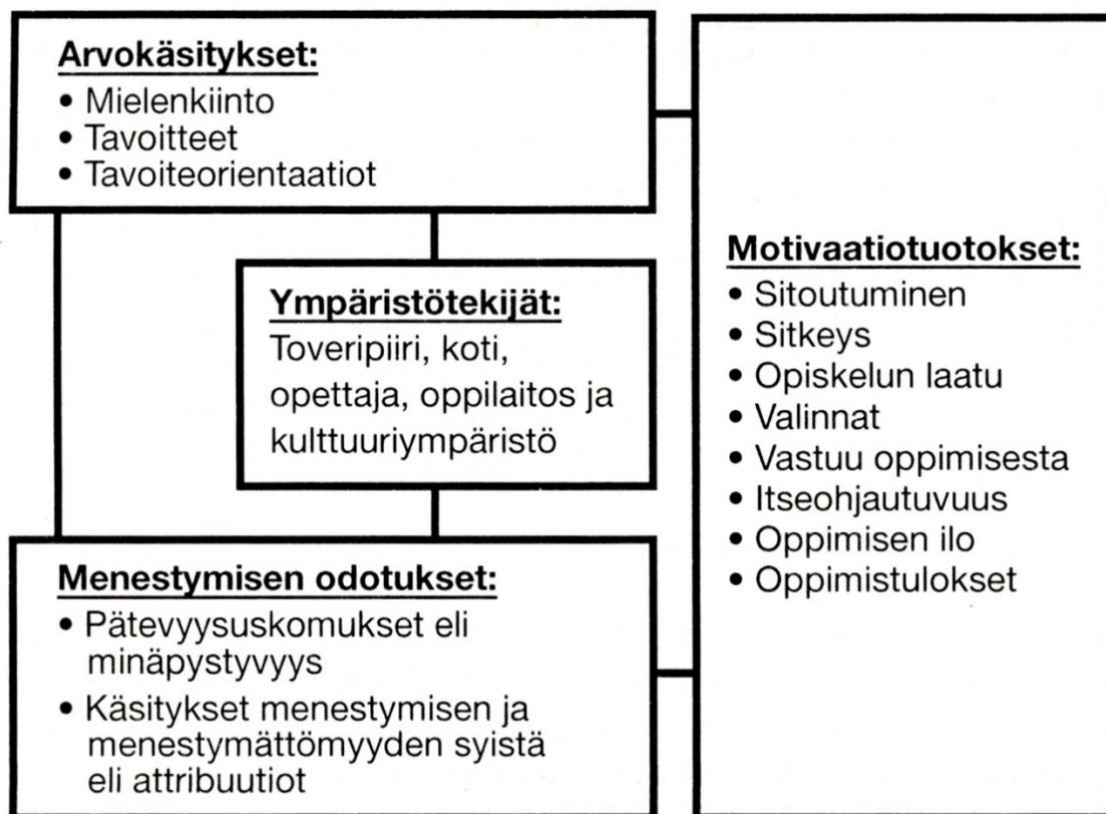 Arvokäsitykset:
• Mielenkiinto
• Tavoitteet
• Tavoiteorientaatiot
Ympäristötekijät:
Toveripiiri, koti,
opettaja, oppilaitos ja
kulttuuriympäristö
Menestymisen odotukset:
• Pätevyysuskomukset eli
minäpystyvyys
• Käsitykset menestymisen ja
menestymättömyyden syistä
eli attribuutiot
Motivaatiotuotokset:
• Sitoutuminen
• Sitkeys
• Opiskelun laatu
• Valinnat
• Vastuu oppimisesta
• Itseohjautuvuus
• Oppimisen ilo
• Oppimistulokset